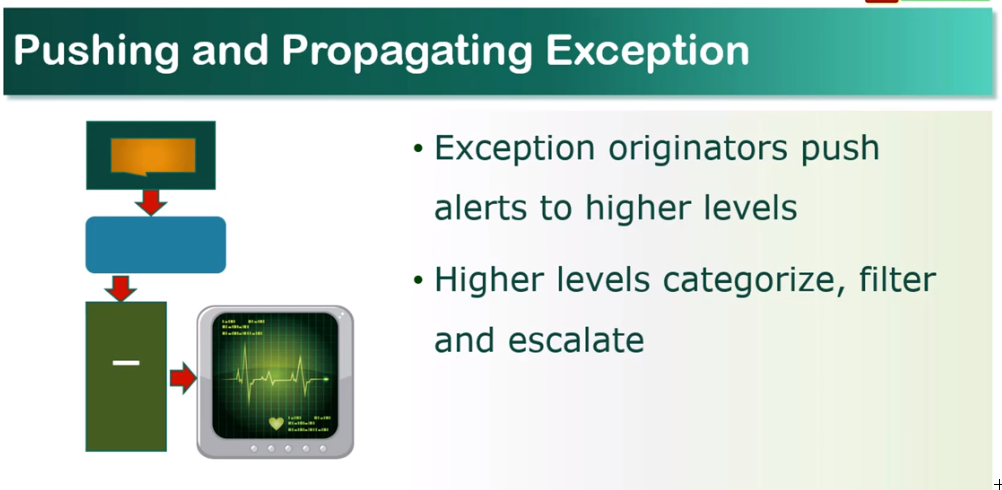 Pushing and Propagating Exception
• Exception originators push
alerts to higher levels
• Higher levels categorize, filter
and escalate